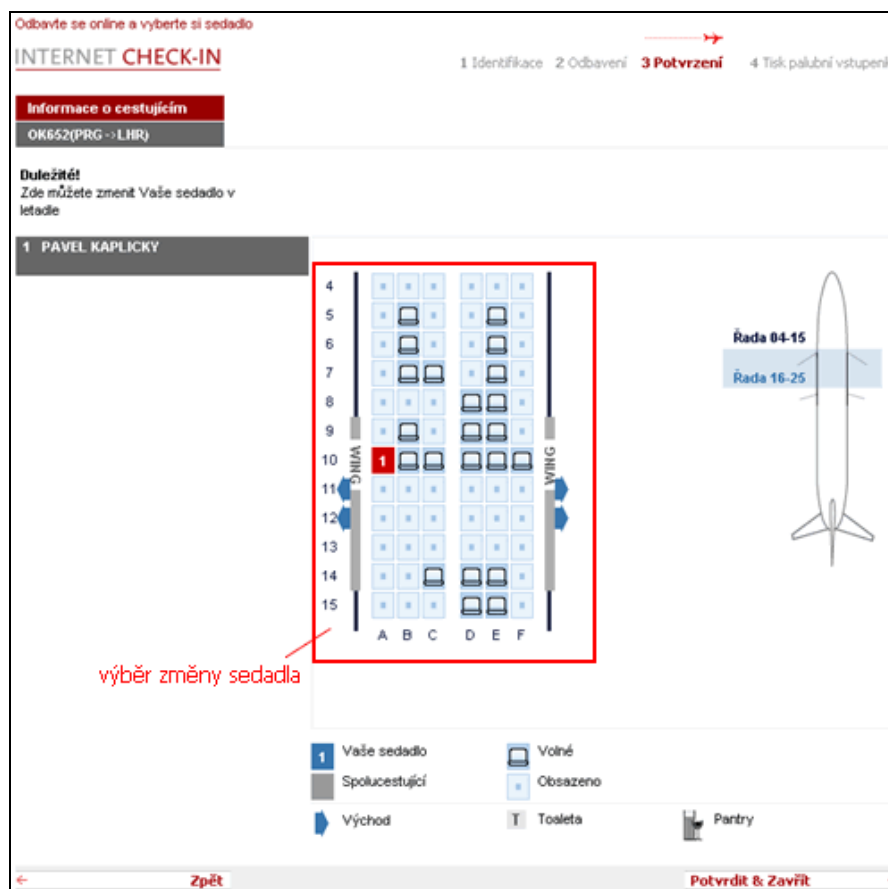 Odbavte se online a vyberte si sedadlo
INTERNET CHECK-IN
1 Identifikace 2 Odbavení 3 Potvrzení 4 Tisk palubní vstupenk
Informace o cestujícím
OK652(PRG->LHR)
Duležité!
Zde můžete zmenit Vaše sedadlo v
letadle
1 PAVEL KAPLICKY
4
5
6
7
8
9
10 WING 1 WING
11
12
13
14
15
A B C D E F
Řada 04-15
Řada 16-25
výběr změny sedadla
1 Vaše sedadlo Volné
Spolucestující Obsazeno
Východ T Toaleta Pantry
Zpět Potvrdit & Zavřít